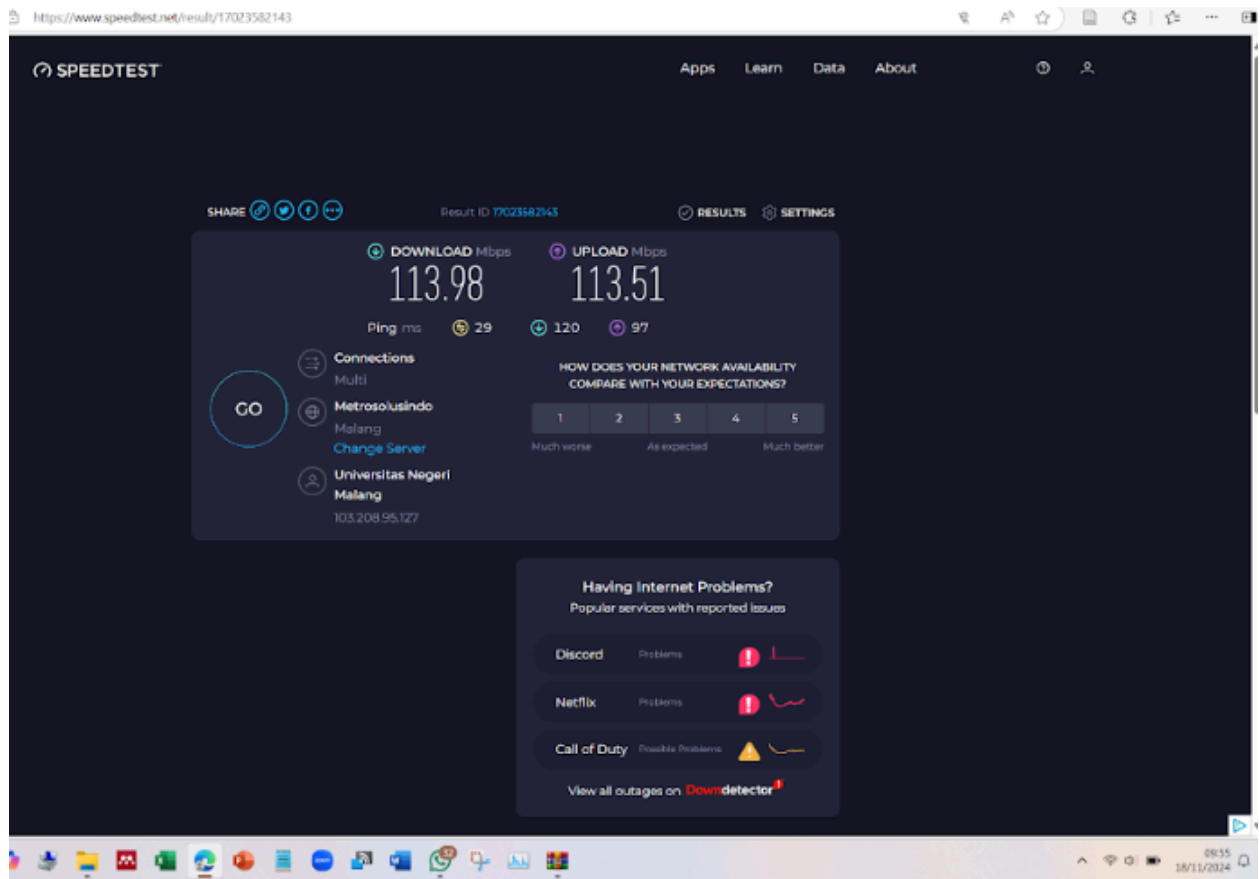 https://www.speedtest.net/result/17023582143
SPEEDTEST
Apps Learn Data About
SHARE
Result ID 17023582143
RESULTS SETTINGS
DOWNLOAD Mbps
113.98
UPLOAD Mbps
113.51
Ping ms 29 120 97
Connections
Multi
Metrosolusindo
Malang
Change Server
Universitas Negeri
Malang
103.208.95.127
GO
HOW DOES YOUR NETWORK AVAILABILITY
COMPARE WITH YOUR EXPECTATIONS?
1 2 3 4 5
Much worse As expected Much better
Having Internet Problems?
Popular services with reported issues
Discord Problems
Netflix Problems
Call of Duty Possible Problems
View all outages on Downdetector
09:55
18/11/2024